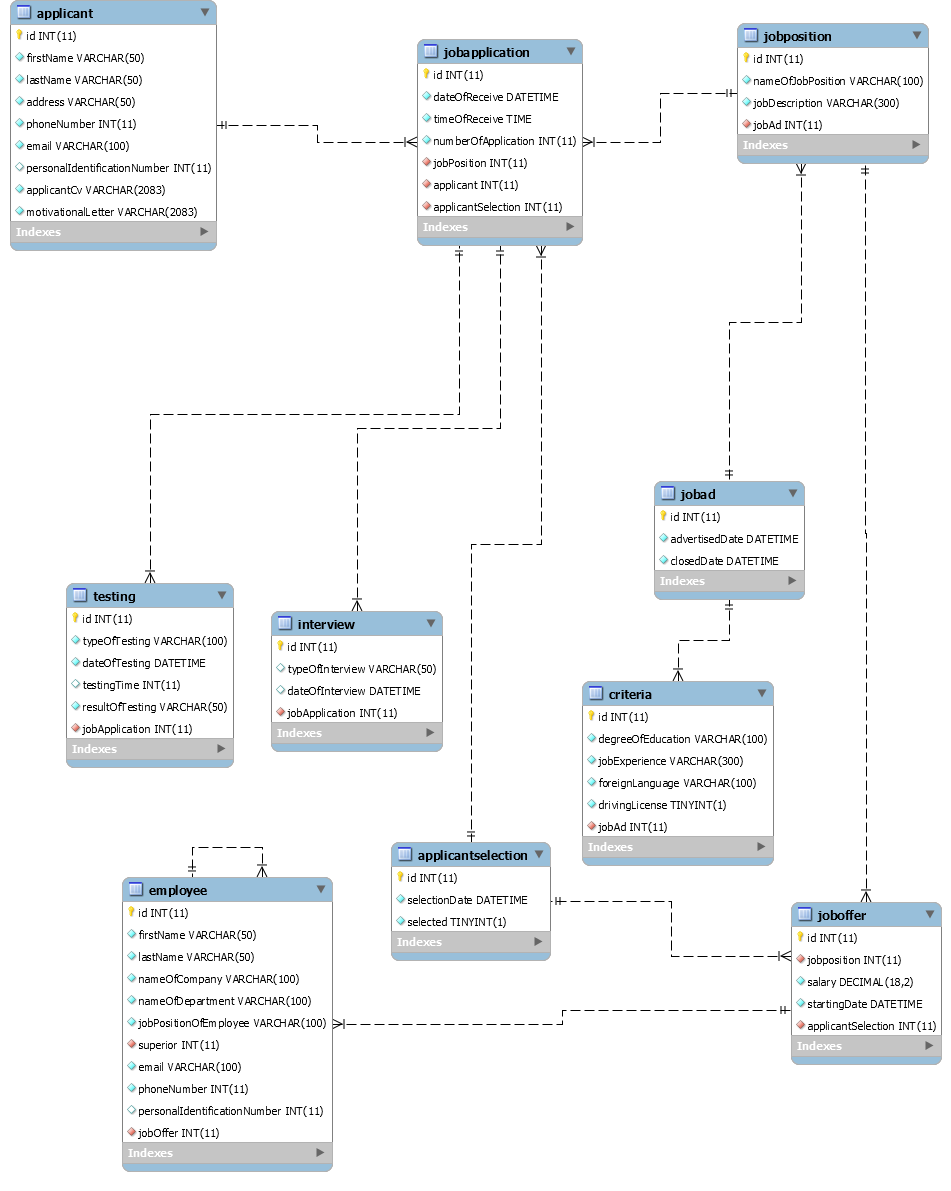 applicant
id INT(11)
firstName VARCHAR(50)
lastName VARCHAR(50)
address VARCHAR(50)
phoneNumber INT(11)
email VARCHAR(100)
personalIdentificationNumber INT(11)
applicantCv VARCHAR(2083)
motivationalLetter VARCHAR(2083)
Indexes
jobapplication
id INT(11)
dateOfReceive DATETIME
timeOfReceive TIME
numberOfApplication INT(11)
jobPosition INT(11)
applicant INT(11)
applicantSelection INT(11)
Indexes
jobposition
id INT(11)
nameOfJobPosition VARCHAR(100)
jobDescription VARCHAR(300)
jobAd INT(11)
Indexes
jobad
id INT(11)
advertisedDate DATETIME
closedDate DATETIME
Indexes
testing
id INT(11)
typeOfTesting VARCHAR(100)
dateOfTesting DATETIME
testingTime INT(11)
resultOfTesting VARCHAR(50)
jobApplication INT(11)
Indexes
interview
id INT(11)
typeOfInterview VARCHAR(50)
dateOfInterview DATETIME
jobApplication INT(11)
Indexes
criteria
id INT(11)
degreeOfEducation VARCHAR(100)
jobExperience VARCHAR(300)
foreignLanguage VARCHAR(100)
drivingLicense TINYINT(1)
jobAd INT(11)
Indexes
applicantselection
id INT(11)
selectionDate DATETIME
selected TINYINT(1)
Indexes
employee
id INT(11)
firstName VARCHAR(50)
lastName VARCHAR(50)
nameOfCompany VARCHAR(100)
nameOfDepartment VARCHAR(100)
jobPositionOfEmployee VARCHAR(100)
superior INT(11)
email VARCHAR(100)
phoneNumber INT(11)
personalIdentificationNumber INT(11)
jobOffer INT(11)
Indexes
joboffer
id INT(11)
jobposition INT(11)
salary DECIMAL(18,2)
startingDate DATETIME
applicantSelection INT(11)
Indexes